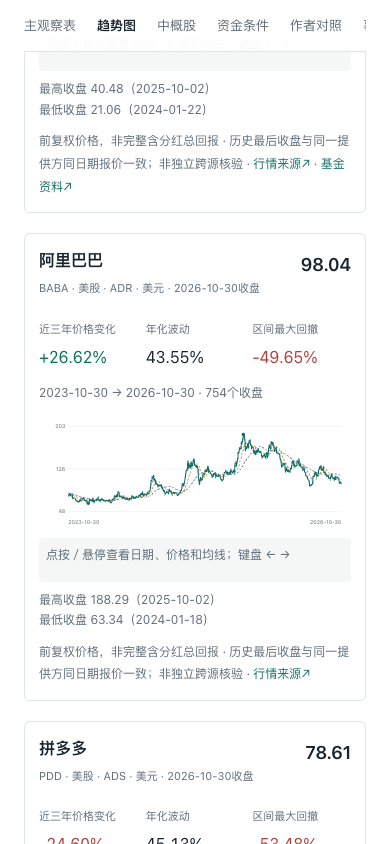 主观察表 趋势图 中概股 资金条件 作者对照
最高收盘 40.48（2025-10-02）
最低收盘 21.06（2024-01-22）
前复权价格，非完整含分红总回报 · 历史最后收盘与同一提
供方同日期报价一致；非独立跨源核验 · 行情来源↗ · 基金
资料↗
阿里巴巴 98.04
BABA · 美股 · ADR · 美元 · 2026-10-30收盘
近三年价格变化 年化波动 区间最大回撤
+26.62% 43.55% -49.65%
2023-10-30 → 2026-10-30 · 754个收盘
203
126
48
2023-10-30 2026-10-30
点按 / 悬停查看日期、价格和均线；键盘 ← →
最高收盘 188.29（2025-10-02）
最低收盘 63.34（2024-01-18）
前复权价格，非完整含分红总回报 · 历史最后收盘与同一提
供方同日期报价一致；非独立跨源核验 · 行情来源↗
拼多多 78.61
PDD · 美股 · ADS · 美元 · 2026-10-30收盘
近三年价格变化 年化波动 区间最大回撤
-24.60% 45.13% -53.48%